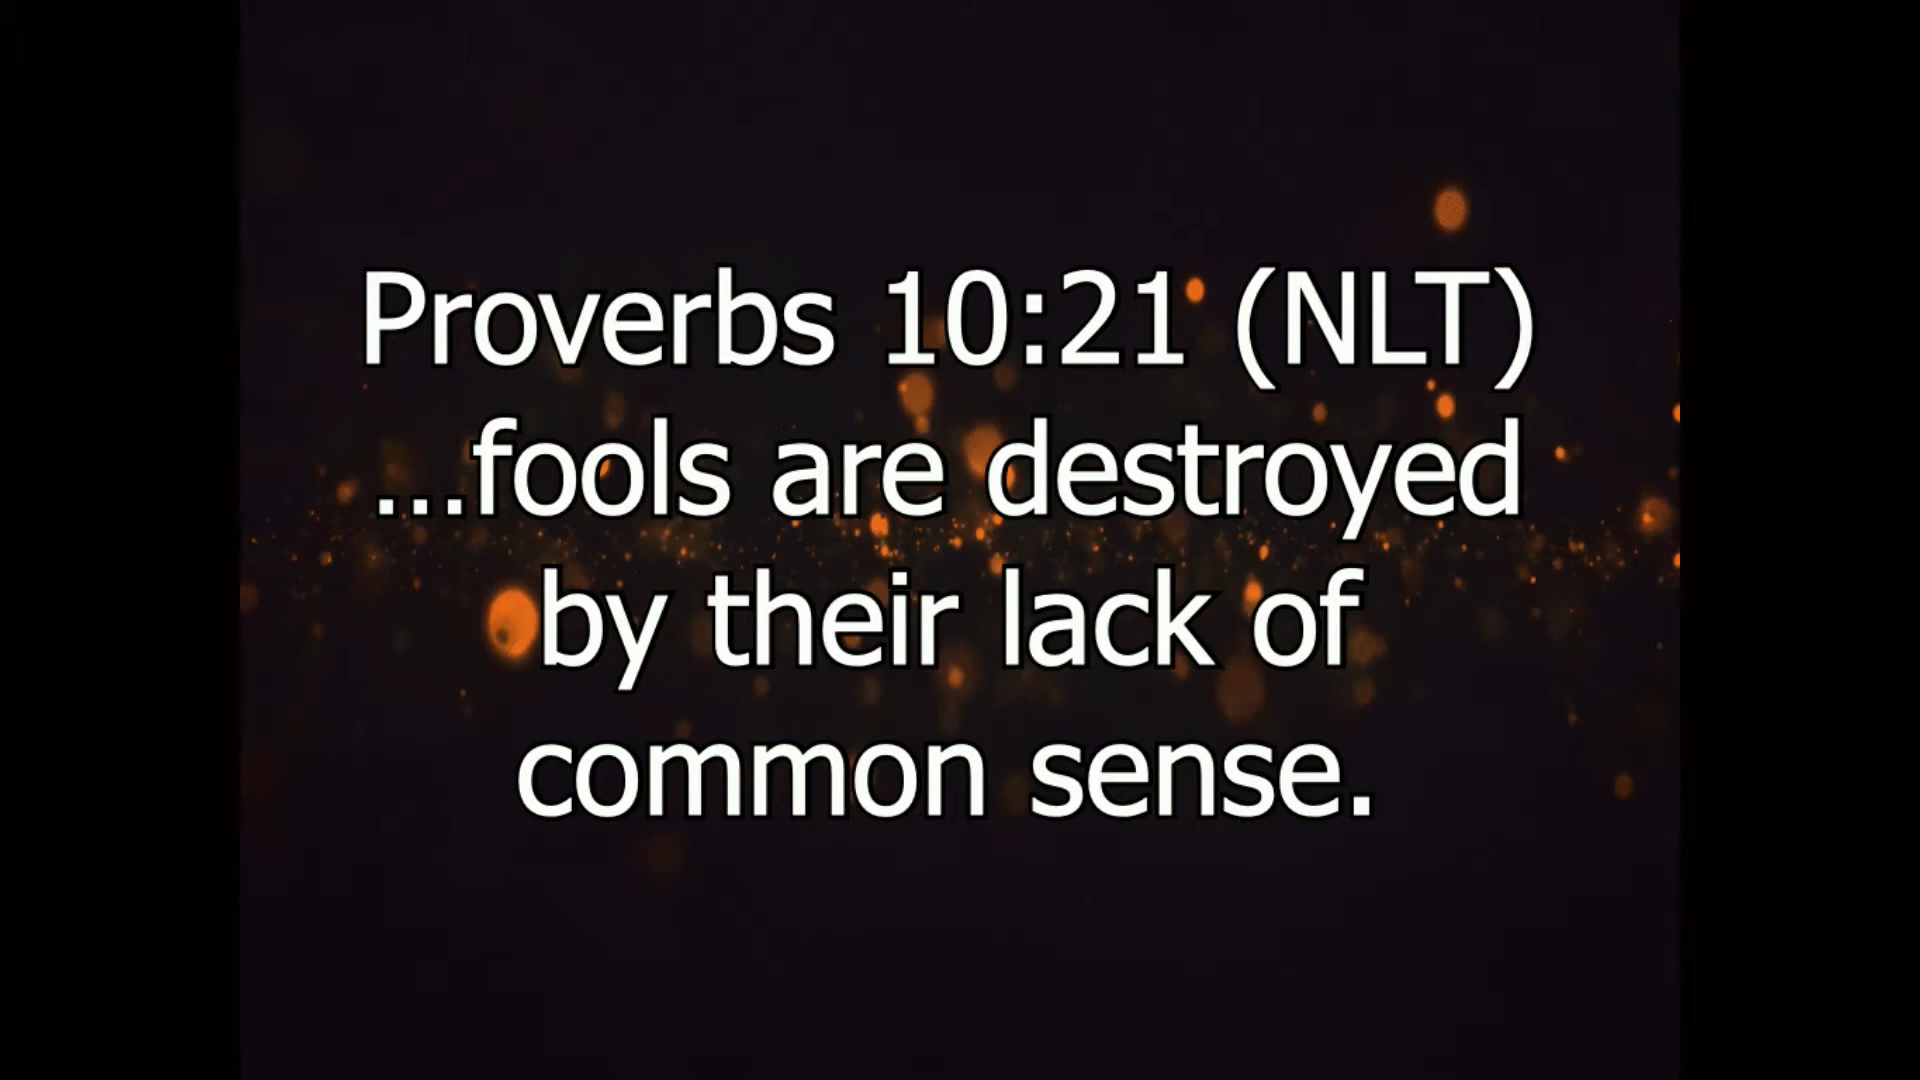 Proverbs 10:21 (NLT)
...fools are destroyed
by their lack of
common sense.